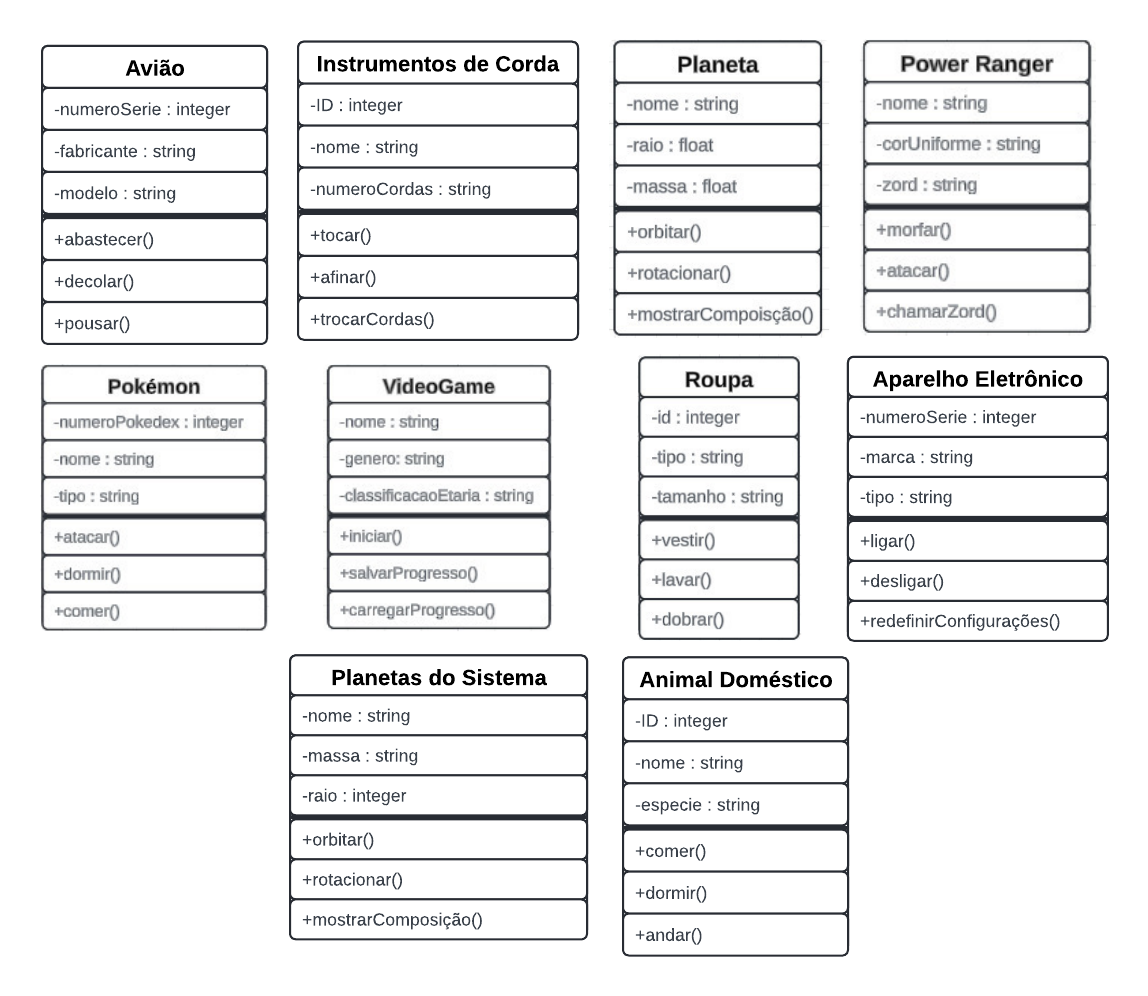 Avião
-numeroSerie : integer
-fabricante : string
-modelo : string
+abastecer()
+decolar()
+pousar()
Instrumentos de Corda
-ID : integer
-nome : string
-numeroCordas : string
+tocar()
+afinar()
+trocarCordas()
Planeta
-nome : string
-raio : float
-massa : float
+orbitar()
+rotacionar()
+mostrarCompoisção()
Power Ranger
-nome : string
-corUniforme : string
-zord : string
+morfar()
+atacar()
+chamarZord()
Pokémon
-numeroPokedex : integer
-nome : string
-tipo : string
+atacar()
+dormir()
+comer()
VideoGame
-nome : string
-genero: string
-classificacaoEtaria : string
+iniciar()
+salvarProgresso()
+carregarProgresso()
Roupa
-id : integer
-tipo : string
-tamanho : string
+vestir()
+lavar()
+dobrar()
Aparelho Eletrônico
-numeroSerie : integer
-marca : string
-tipo : string
+ligar()
+desligar()
+redefinirConfigurações()
Planetas do Sistema
-nome : string
-massa : string
-raio : integer
+orbitar()
+rotacionar()
+mostrarComposição()
Animal Doméstico
-ID : integer
-nome : string
-especie : string
+comer()
+dormir()
+andar()